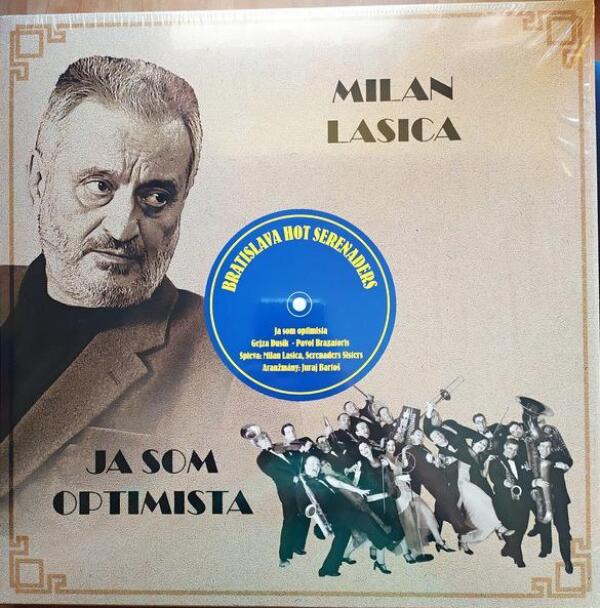 MILAN
LASICA
BRATISLAVA HOT SERENADERS
Ja som optimista
Gejza Dusík - Pavol Braxatoris
Spieva: Milan Lasica, Serenaders Sisters
Aranžmány: Juraj Bartoš
JA SOM
OPTIMISTA